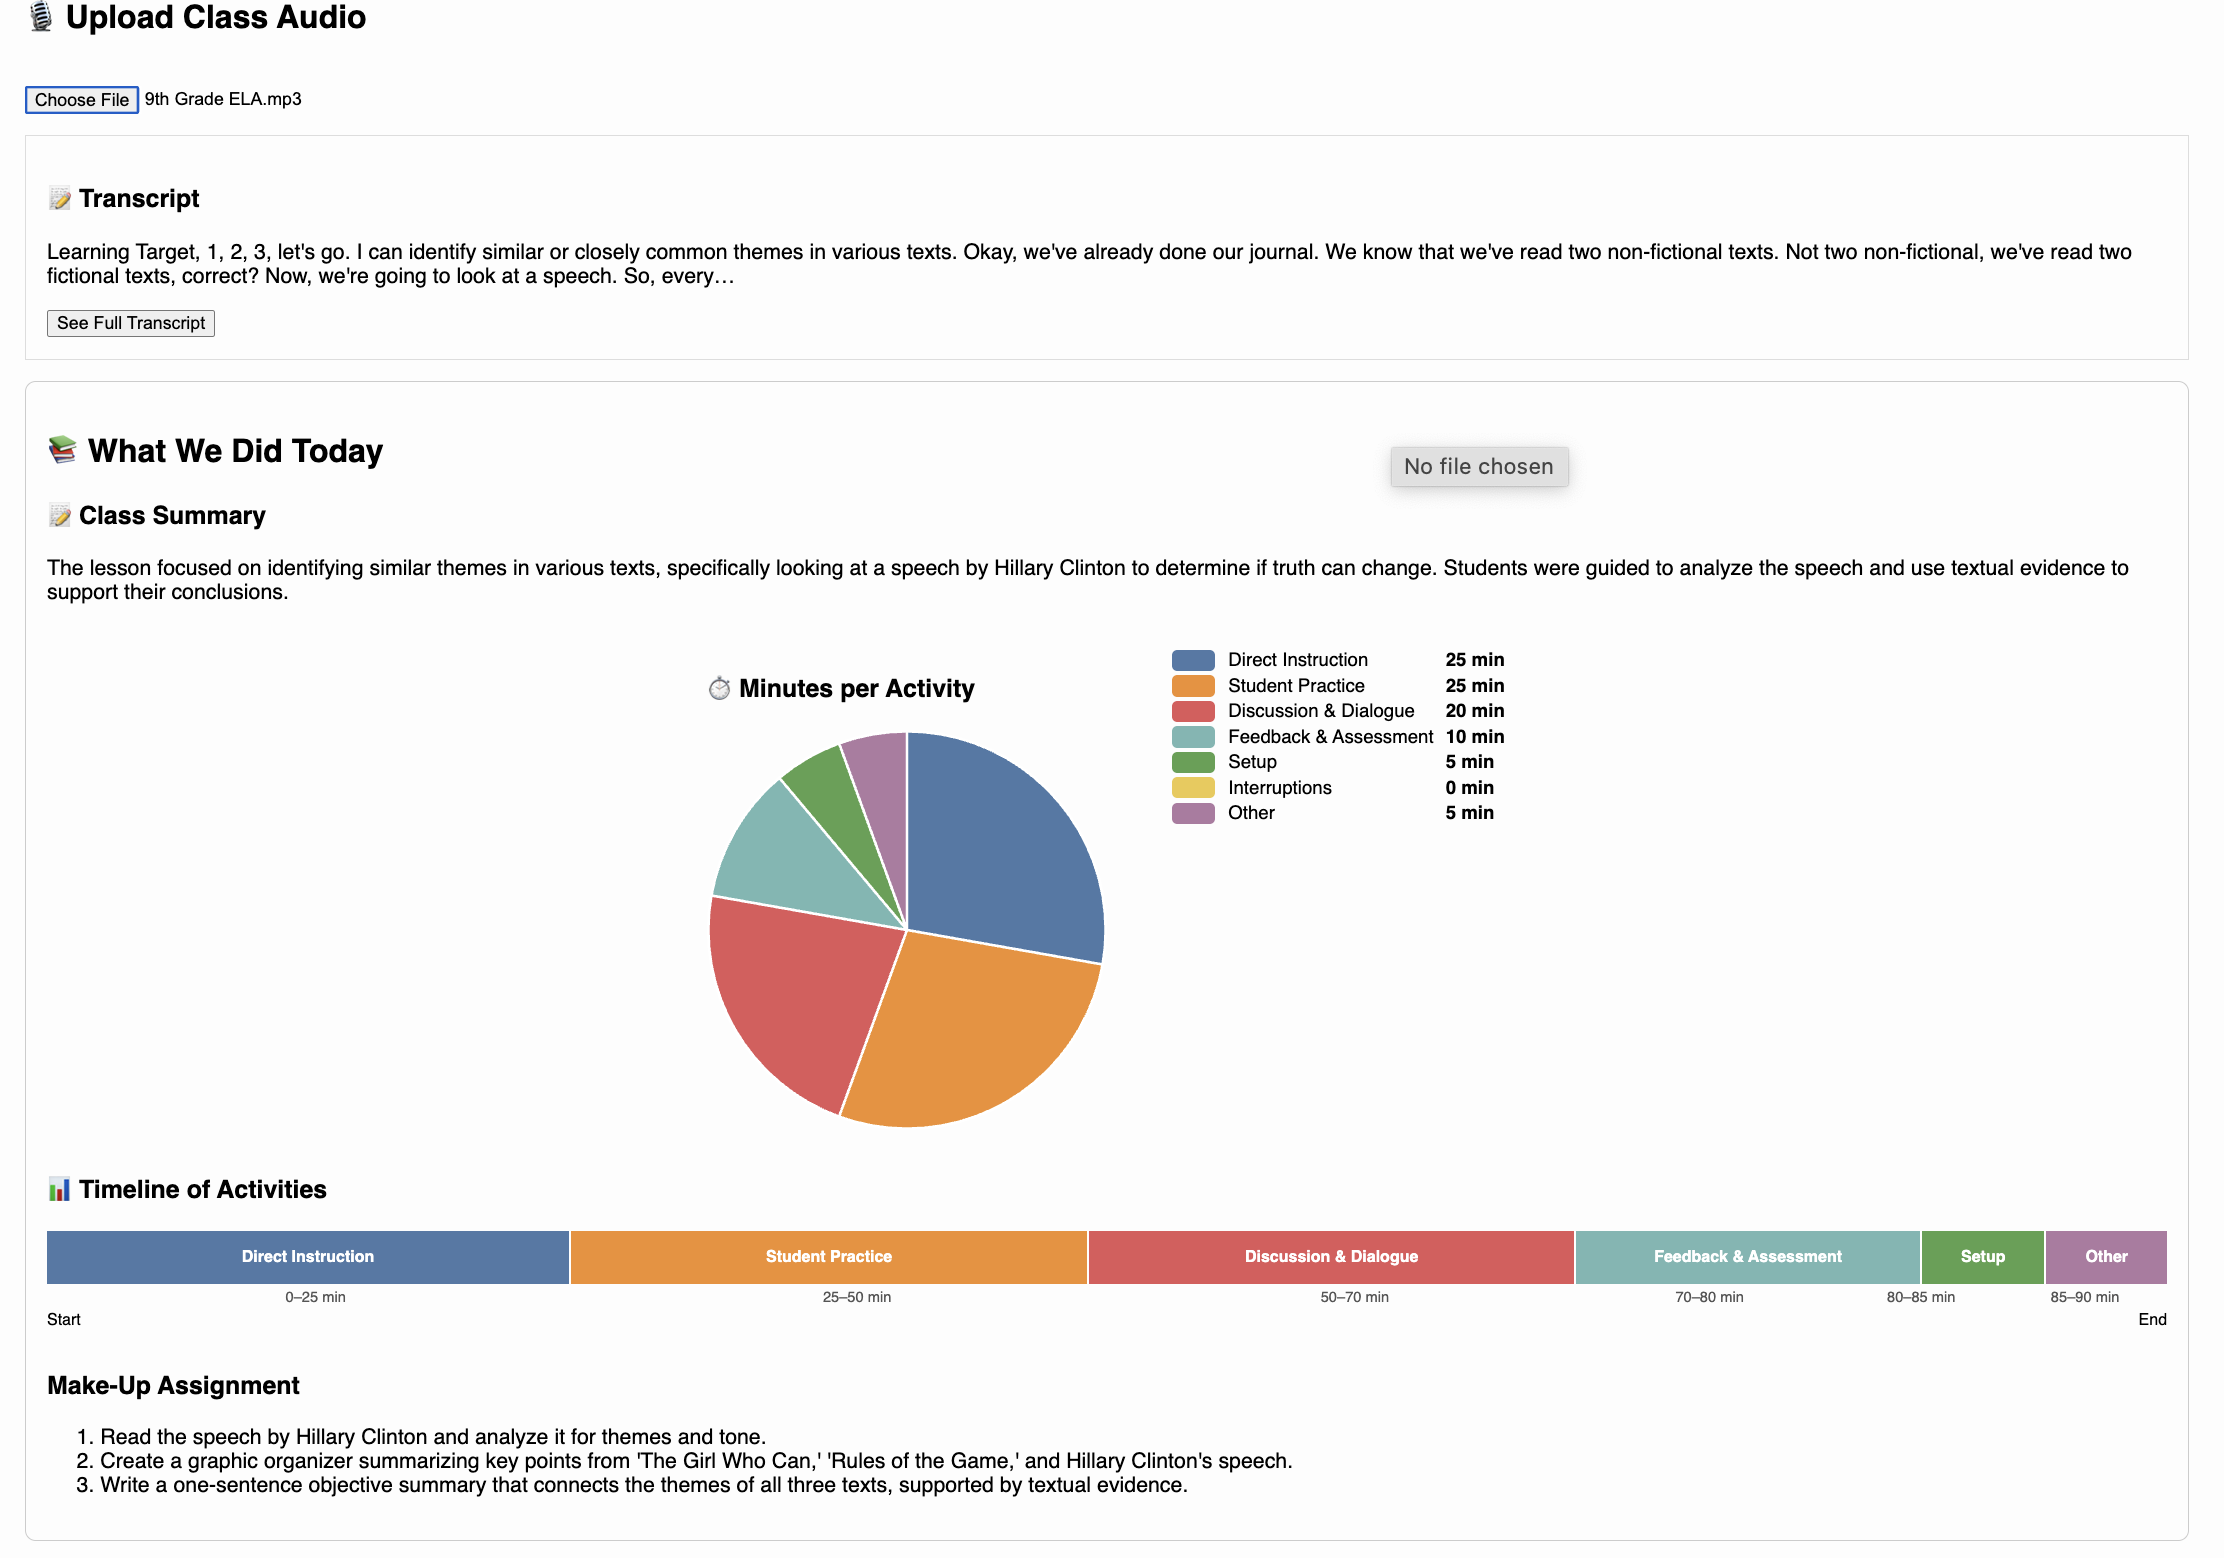 Upload Class Audio
Choose File 9th Grade ELA.mp3
Transcript
Learning Target, 1, 2, 3, let's go. I can identify similar or closely common themes in various texts. Okay, we've already done our journal. We know that we've read two non-fictional texts. Not two non-fictional, we've read two
fictional texts, correct? Now, we're going to look at a speech. So, every…
See Full Transcript
What We Did Today
No file chosen
Class Summary
The lesson focused on identifying similar themes in various texts, specifically looking at a speech by Hillary Clinton to determine if truth can change. Students were guided to analyze the speech and use textual evidence to
support their conclusions.
Minutes per Activity
Direct Instruction 25 min
Student Practice 25 min
Discussion & Dialogue 20 min
Feedback & Assessment 10 min
Setup 5 min
Interruptions 0 min
Other 5 min
Timeline of Activities
Direct Instruction Student Practice Discussion & Dialogue Feedback & Assessment Setup Other
0–25 min 25–50 min 50–70 min 70–80 min 80–85 min 85–90 min
Start End
Make-Up Assignment
1. Read the speech by Hillary Clinton and analyze it for themes and tone.
2. Create a graphic organizer summarizing key points from 'The Girl Who Can,' 'Rules of the Game,' and Hillary Clinton's speech.
3. Write a one-sentence objective summary that connects the themes of all three texts, supported by textual evidence.